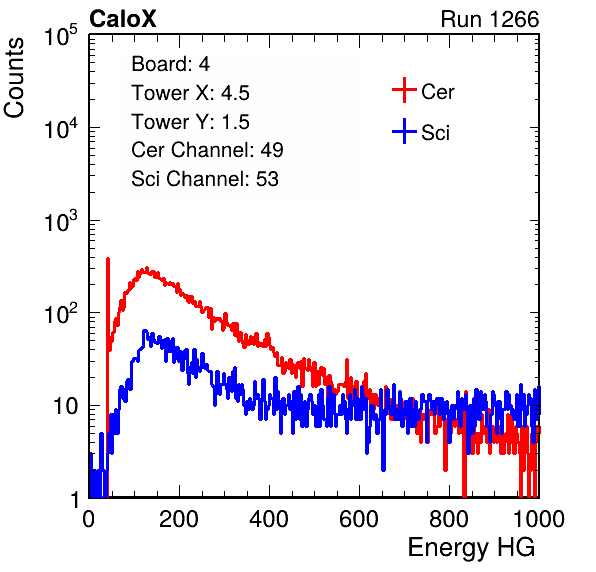 CaloX Run 1266
Counts
10^5
10^4
10^3
10^2
10
1
Board: 4
Tower X: 4.5
Tower Y: 1.5
Cer Channel: 49
Sci Channel: 53
Cer
Sci
0 200 400 600 800 1000
Energy HG